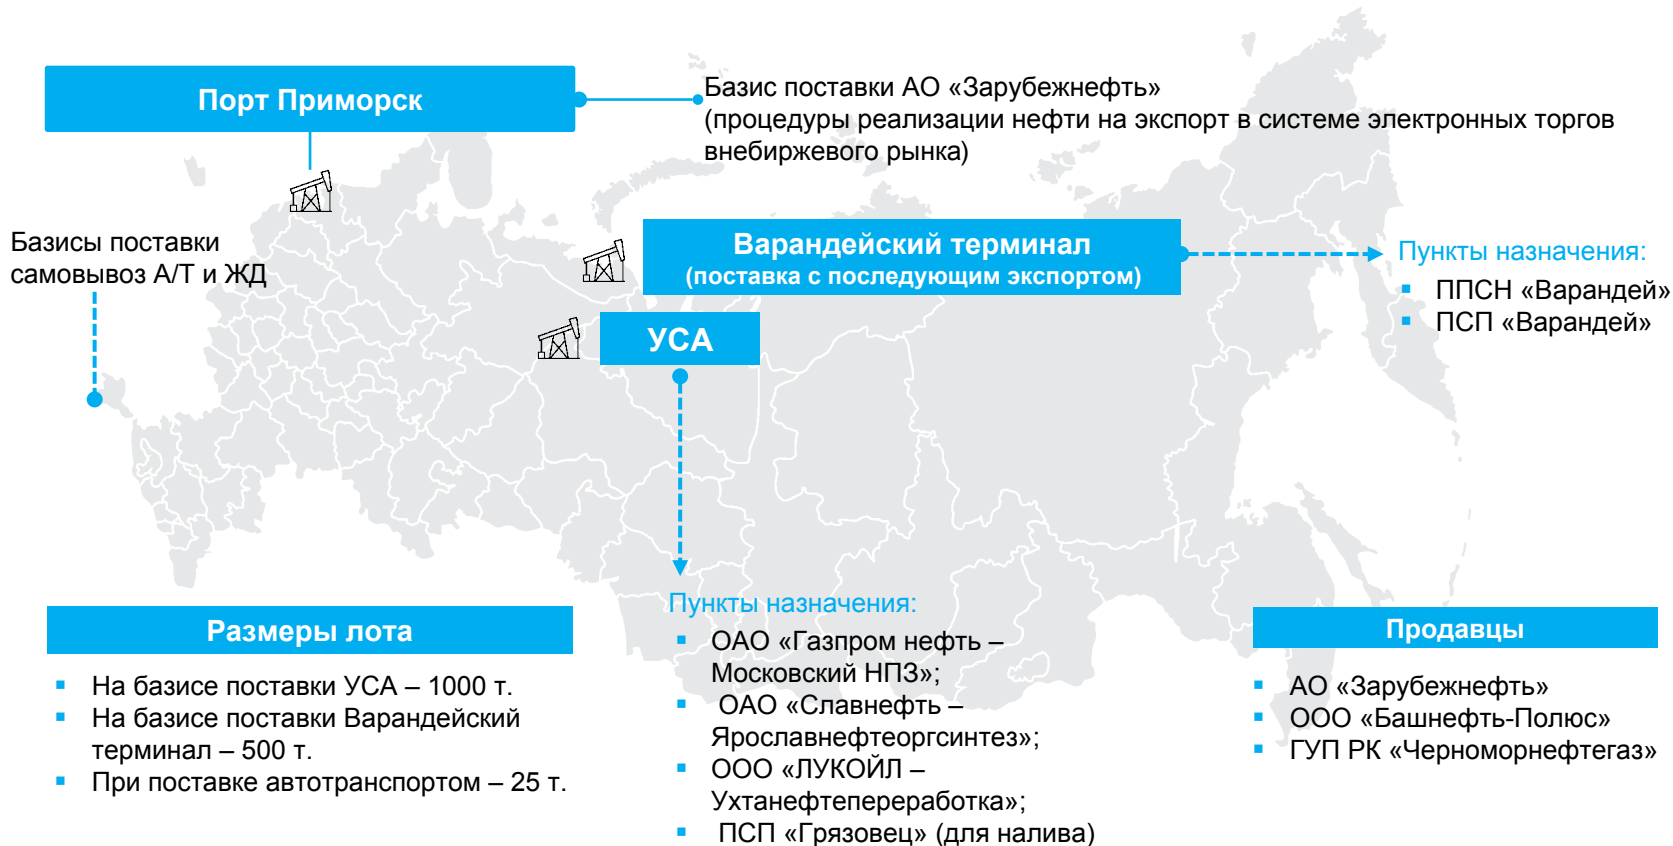 Порт Приморск
Базис поставки АО «Зарубежнефть»
(процедуры реализации нефти на экспорт в системе электронных торгов
внебиржевого рынка)
Базисы поставки
самовывоз А/Т и ЖД
Варандейский терминал
(поставка с последующим экспортом)
Пункты назначения:
▪ ППСН «Варандей»
▪ ПСП «Варандей»
УСА
Пункты назначения:
▪ ОАО «Газпром нефть –
Московский НПЗ»;
▪ ОАО «Славнефть –
Ярославнефтеоргсинтез»;
▪ ООО «ЛУКОЙЛ –
Ухтанефтепереработка»;
▪ ПСП «Грязовец» (для налива)
Размеры лота
▪ На базисе поставки УСА – 1000 т.
▪ На базисе поставки Варандейский
терминал – 500 т.
▪ При поставке автотранспортом – 25 т.
Продавцы
▪ АО «Зарубежнефть»
▪ ООО «Башнефть-Полюс»
▪ ГУП РК «Черноморнефтегаз»